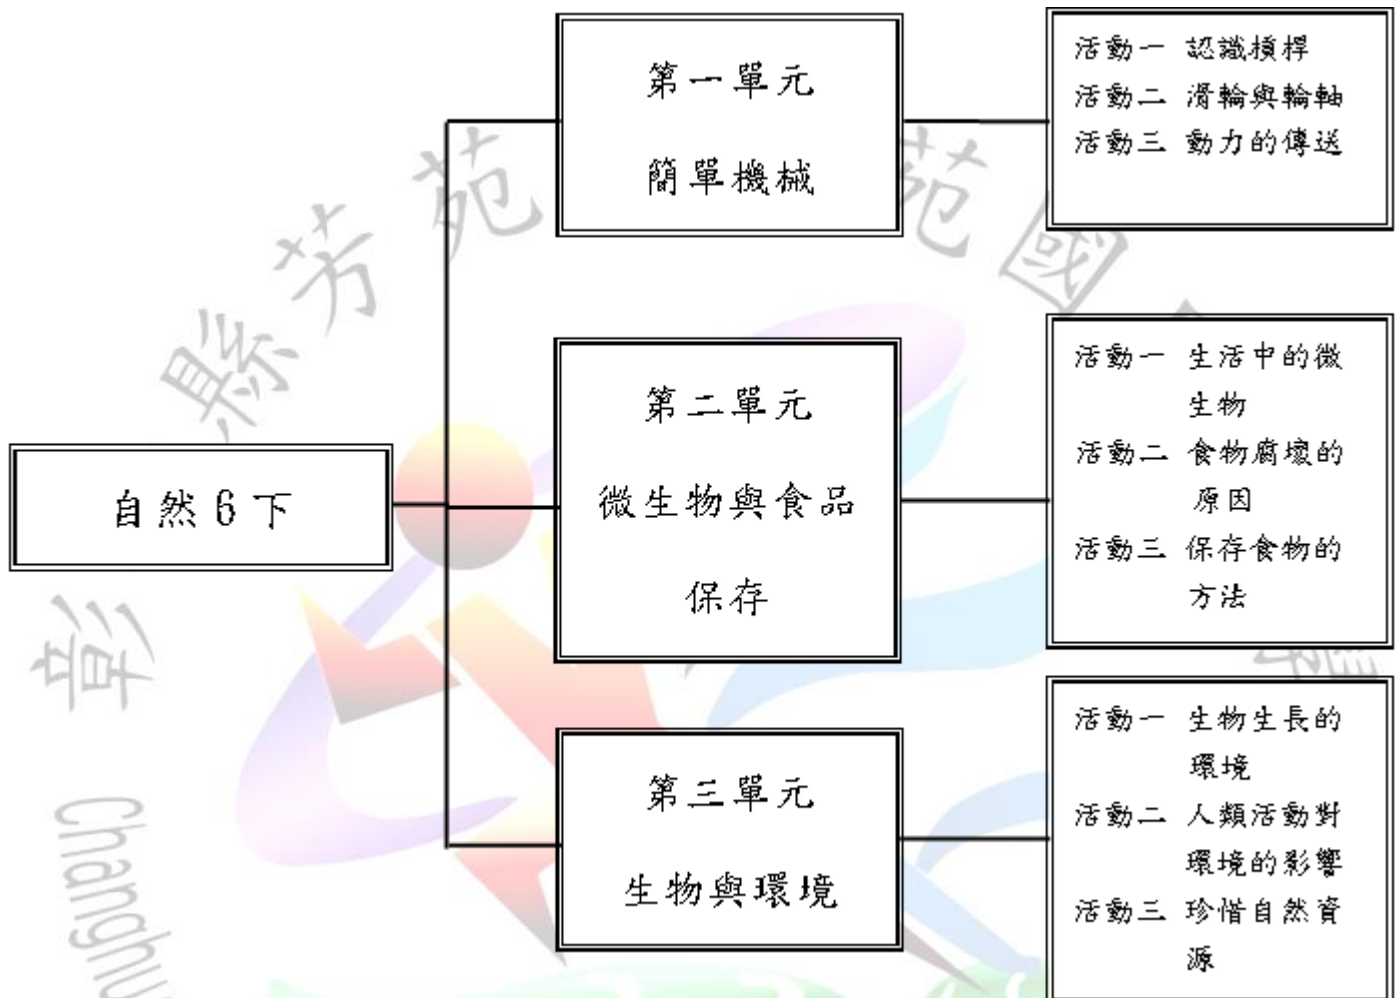 自然6下
第一單元
簡單機械
活動一 認識槓桿
活動二 滑輪與輪軸
活動三 動力的傳送
第二單元
微生物與食品
保存
活動一 生活中的微
生物
活動二 食物腐壞的
原因
活動三 保存食物的
方法
第三單元
生物與環境
活動一 生物生長的
環境
活動二 人類活動對
環境的影響
活動三 珍惜自然資
源
彰
縣
芳
苑
苑
國